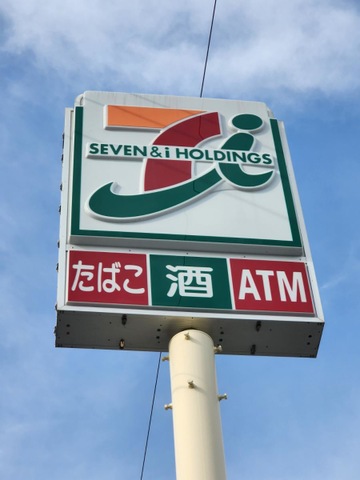 SEVEN & i HOLDINGS
たばこ 酒 ATM